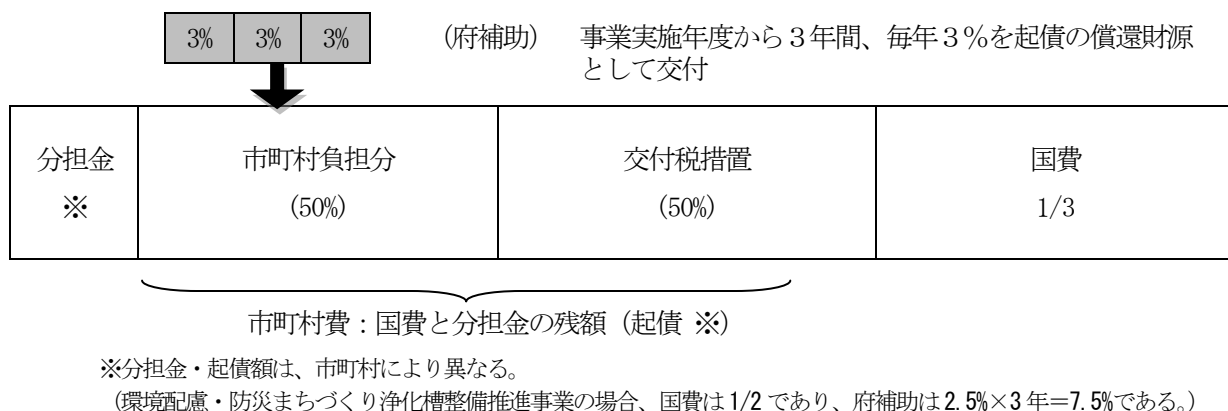 3% 3% 3% (府補助) 事業実施年度から3年間、毎年3%を起債の償還財源
として交付
分担金 市町村負担分 交付税措置 国費
※ (50%) (50%) 1/3
市町村費：国費と分担金の残額（起債 ※）
※分担金・起債額は、市町村により異なる。
（環境配慮・防災まちづくり浄化槽整備推進事業の場合、国費は1/2 であり、府補助は2.5%×3 年=7.5%である。）